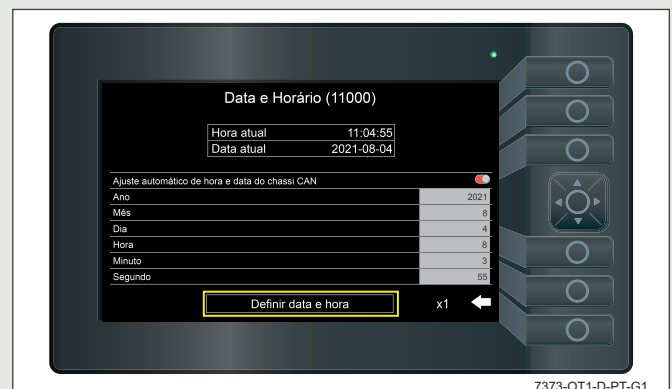 Data e Horário (11000)
Hora atual 11:04:55
Data atual 2021-08-04
Ajuste automático de hora e data do chassi CAN
Ano 2021
Mês 8
Dia 4
Hora 8
Minuto 3
Segundo 55
Definir data e hora x1
7373-OT1-D-PT-G1